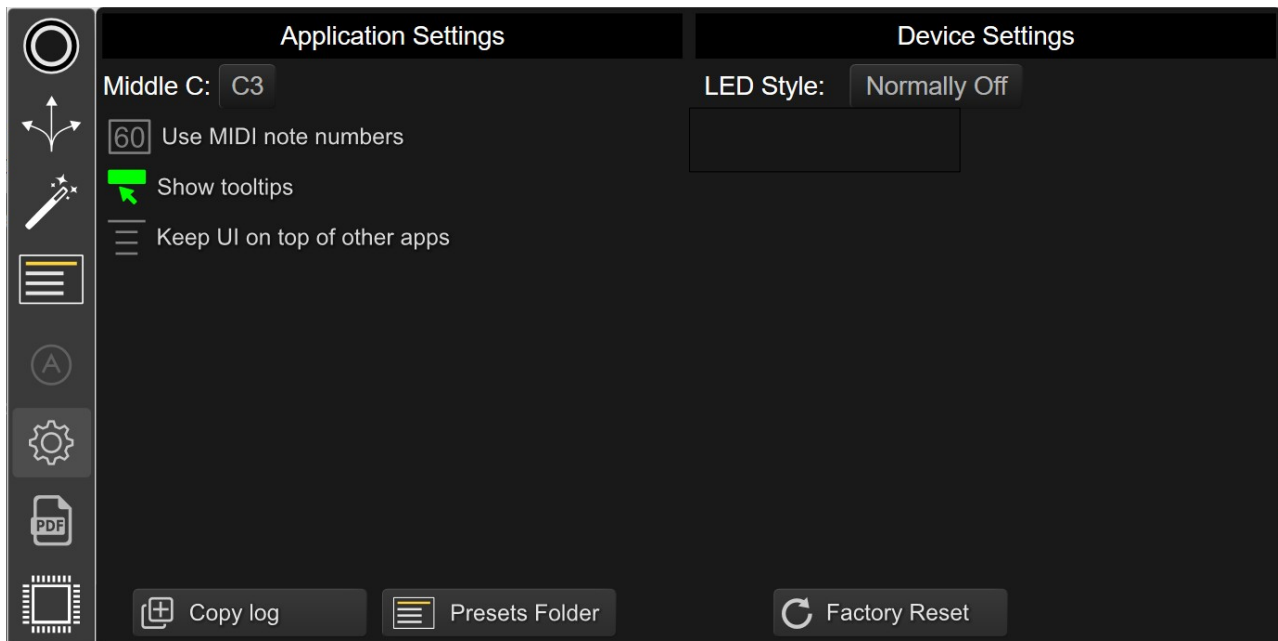 Application Settings
Device Settings
Middle C: C3
LED Style: Normally Off
60 Use MIDI note numbers
Show tooltips
Keep UI on top of other apps
A
PDF
Copy log
Presets Folder
Factory Reset